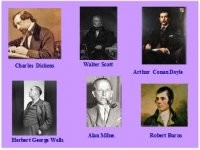 Charles Dickens
Walter Scott
Arthur Conan Doyle
Herbert George Wells
Alan Milne
Robert Burns